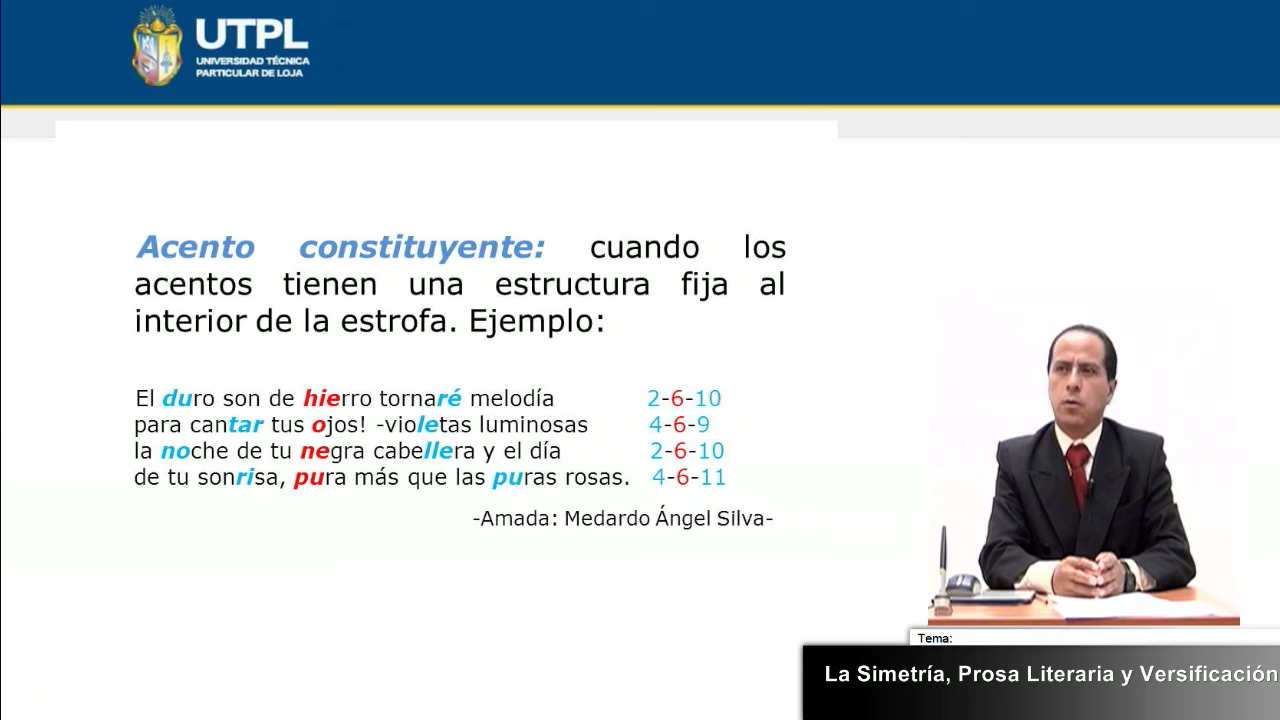 UTPL
UNIVERSIDAD TÉCNICA
PARTICULAR DE LOJA
Acento constituyente: cuando los
acentos tienen una estructura fija al
interior de la estrofa. Ejemplo:
El duro son de hierro tornaré melodía 2-6-10
para cantar tus ojos! -violetas luminosas 4-6-9
la noche de tu negra cabellera y el día 2-6-10
de tu sonrisa, pura más que las puras rosas. 4-6-11
-Amada: Medardo Ángel Silva-
Tema:
La Simetría, Prosa Literaria y Versificación